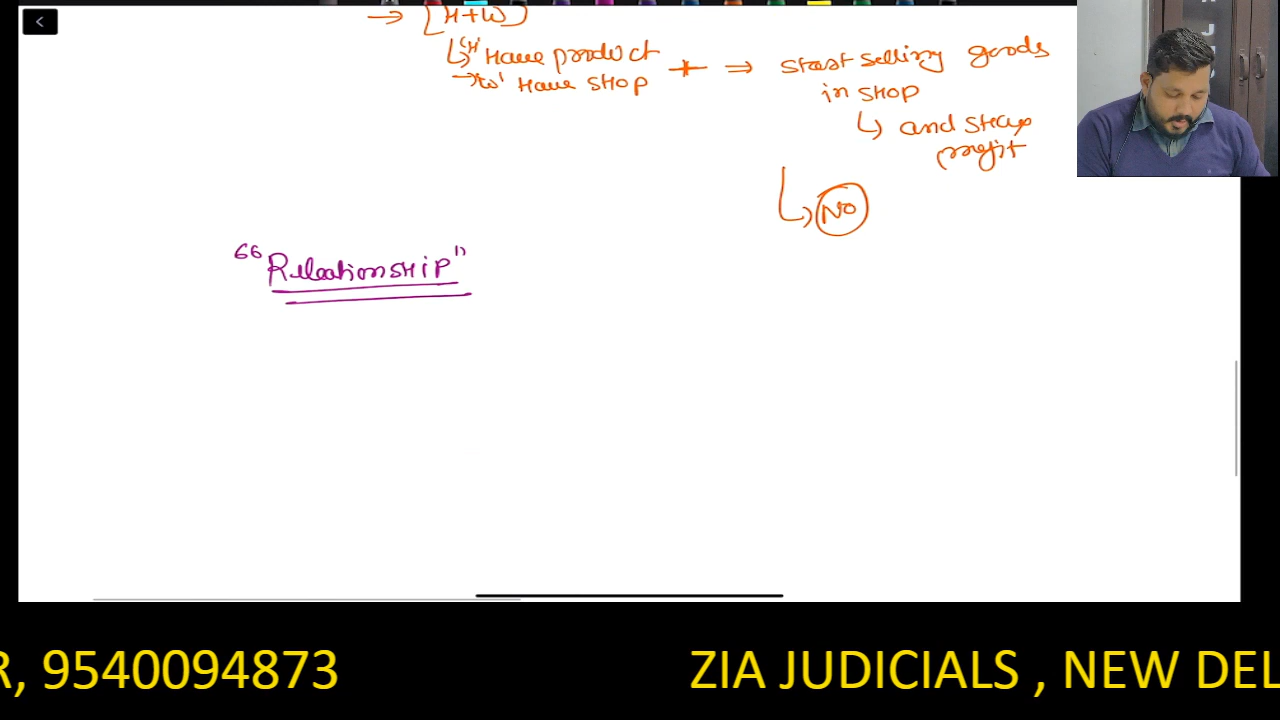 → [H+W]
↳ "H" Have product
→ 'W' Have SHOP + ⇒ start selling goods
in SHOP
↳ and SHare
profit
↳ NO
"RelationSHiP"
R, 9540094873 ZIA JUDICIALS , NEW DEL